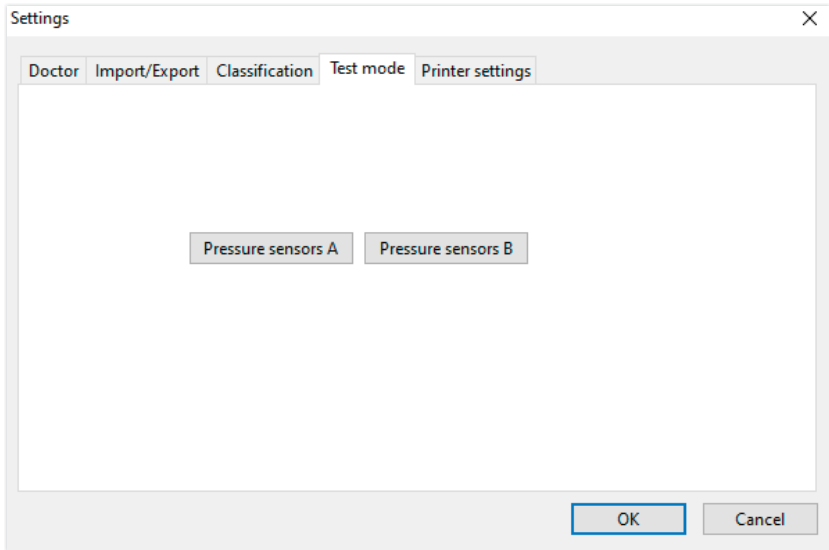 Settings
Doctor Import/Export Classification Test mode Printer settings
Pressure sensors A Pressure sensors B
OK Cancel